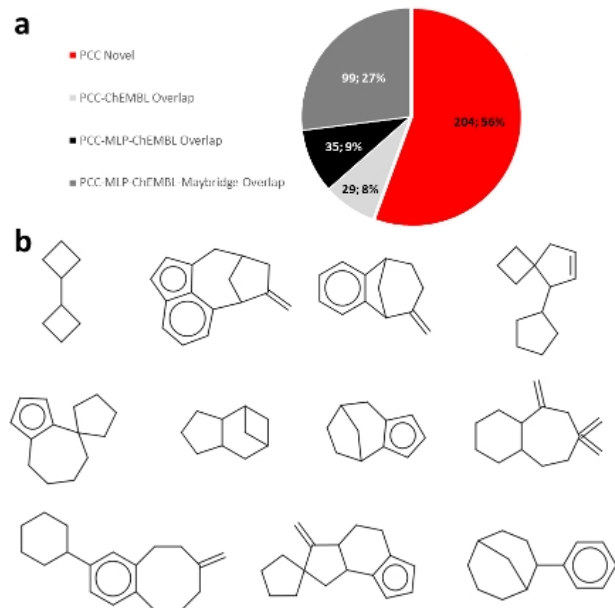 a
PCC Novel
PCC-ChEMBL Overlap
PCC-MLP-ChEMBL Overlap
PCC-MLP-ChEMBL-Maybridge Overlap
99; 27%
204; 56%
35; 9%
29; 8%
b